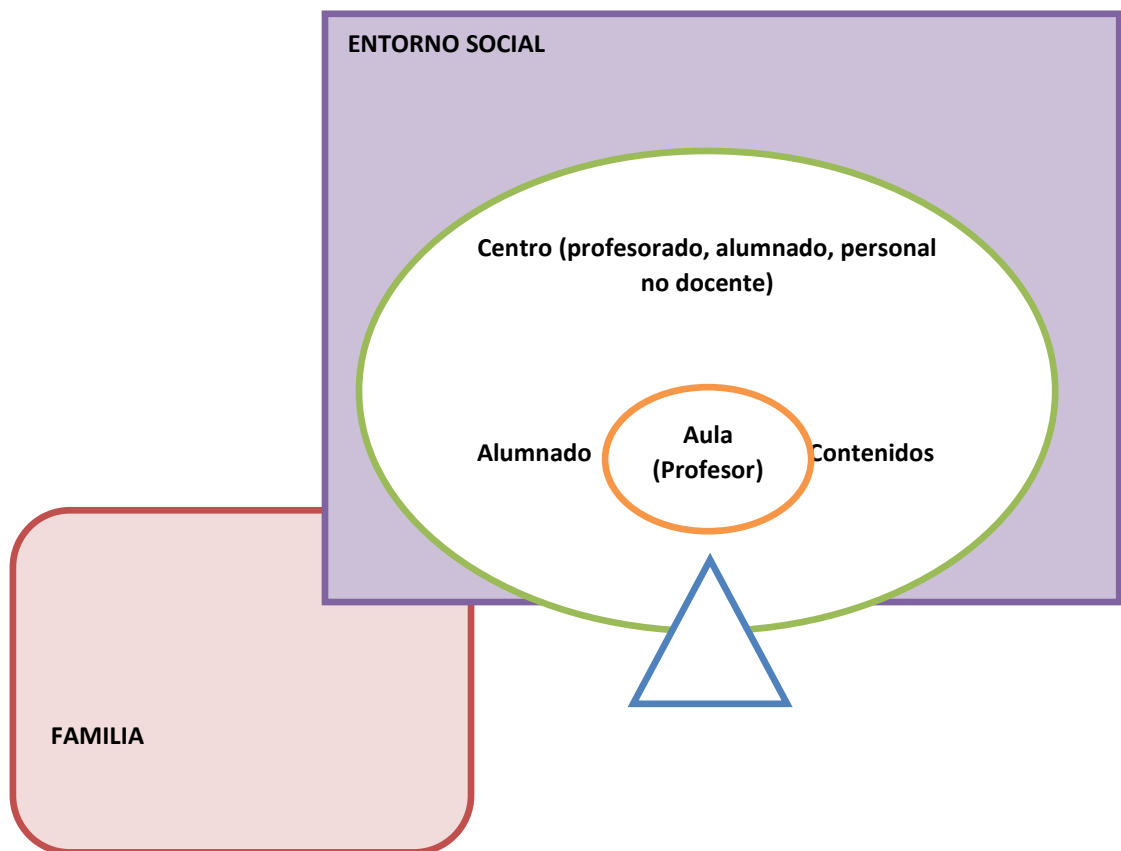 ENTORNO SOCIAL
Centro (profesorado, alumnado, personal
no docente)
Alumnado
Aula
(Profesor)
Contenidos
FAMILIA